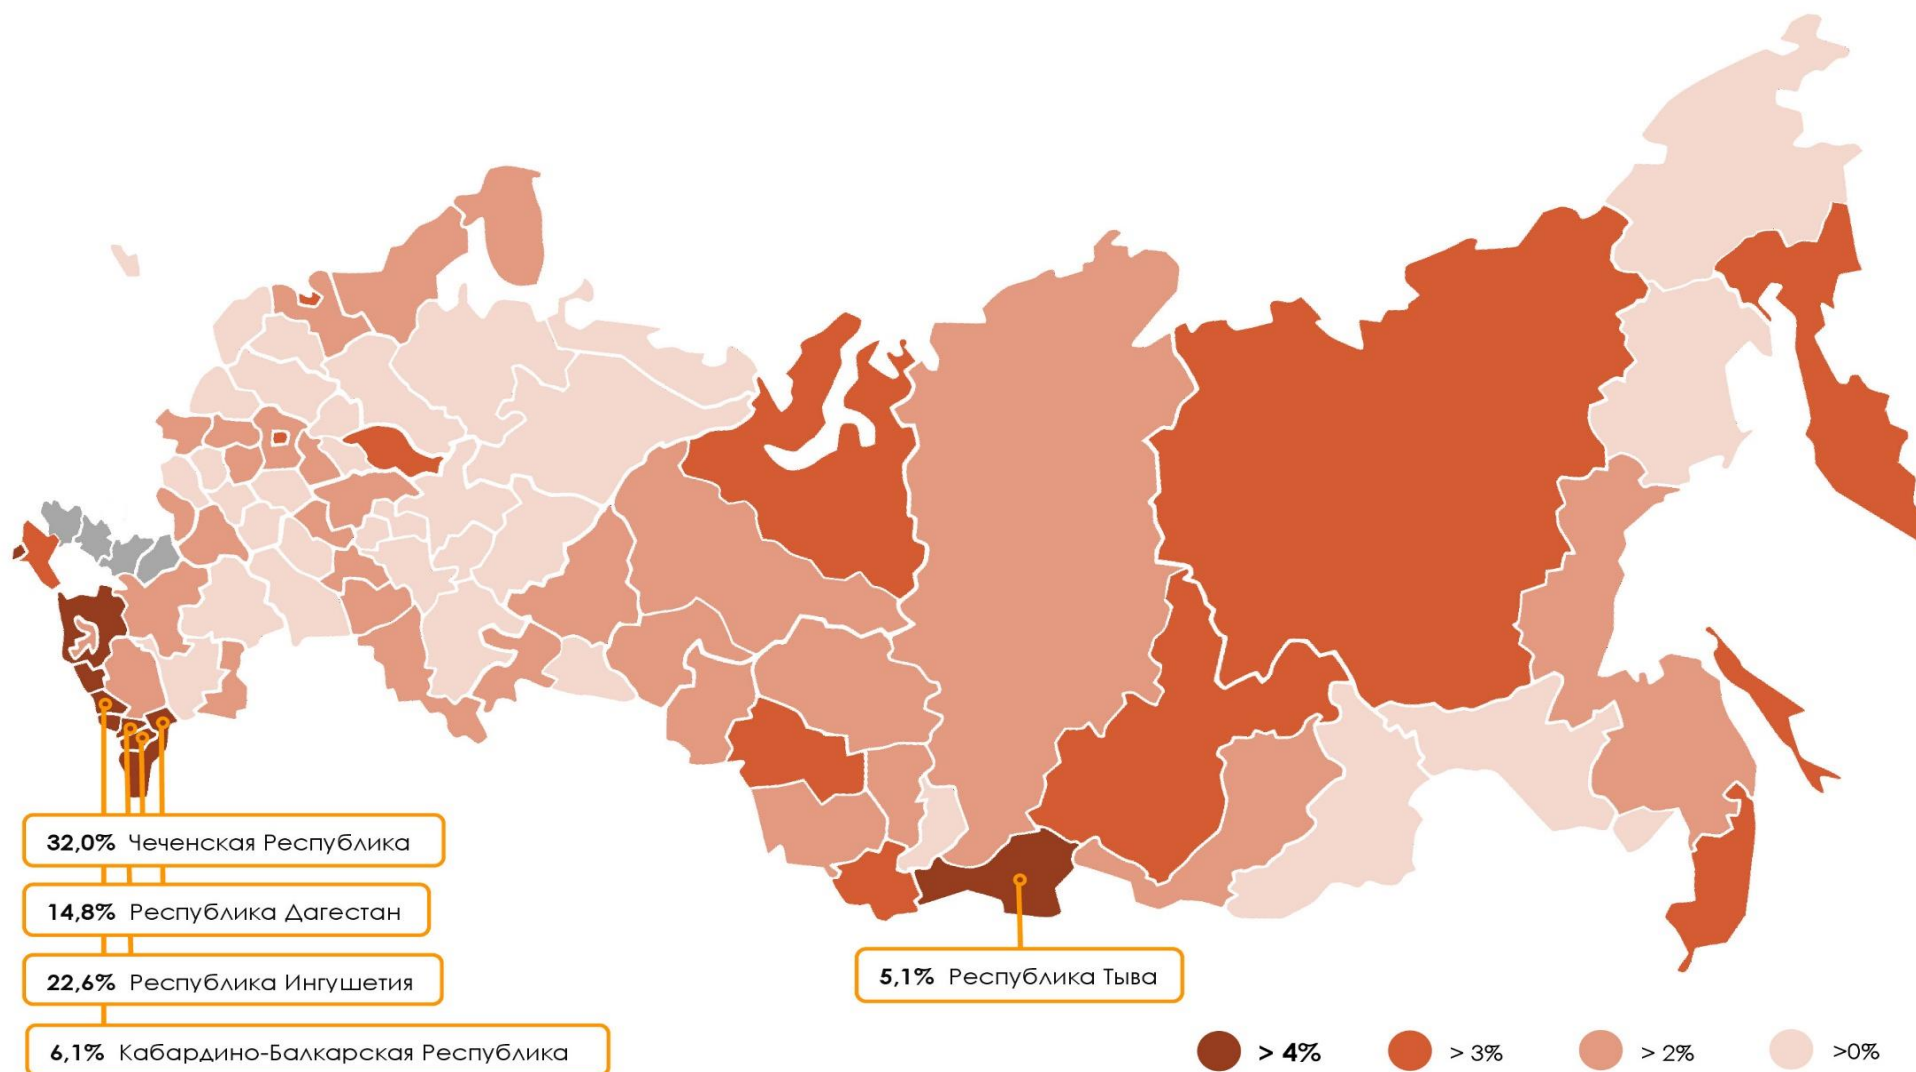 32,0% Чеченская Республика
14,8% Республика Дагестан
22,6% Республика Ингушетия
6,1% Кабардино-Балкарская Республика
5,1% Республика Тыва
> 4%
> 3%
> 2%
>0%